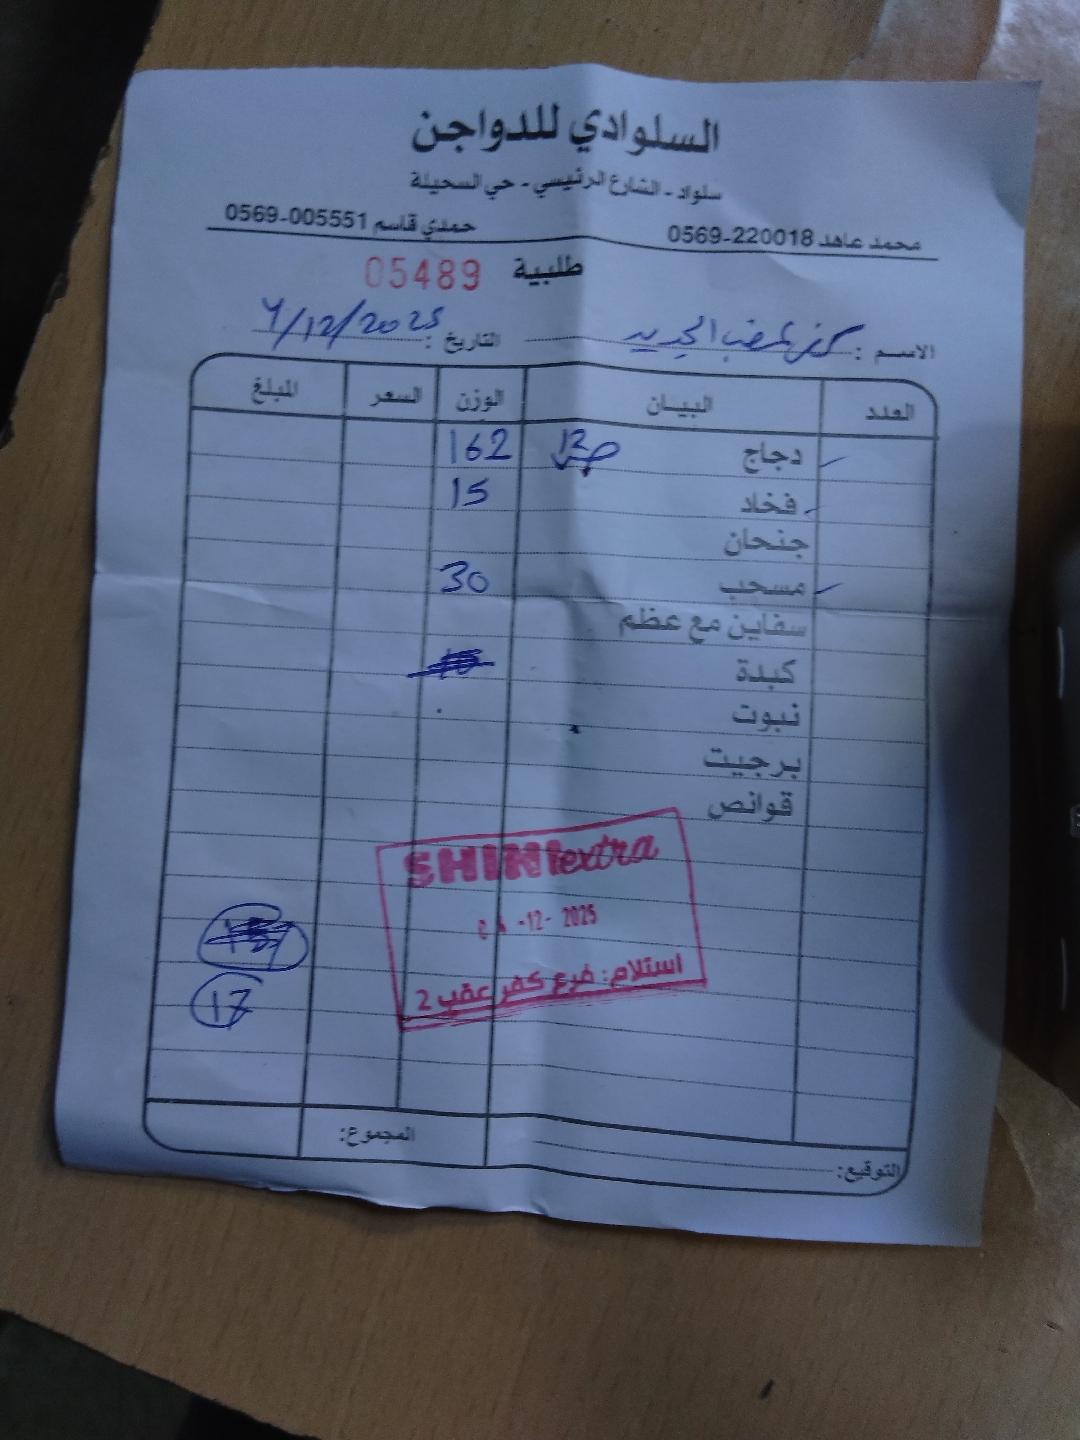 السلوادي للدواجن
سلواد - الشارع الرئيسي - حي السحيلة
محمد عاهد 220018-0569 حمدي قاسم 005551-0569
طلبية 05489
الاسم : كفر الجديد التاريخ : 4/12/2025
العدد البيان الوزن السعر المبلغ
دجاج 162
فخاد 15
جنحان
مسحب 30
سفاين مع عظم
كبدة
نبوت
برجيت
قوانص
SHINI extra
04 -12- 2025
استلام: فرع كفر عقب 2
17
المجموع:
التوقيع: